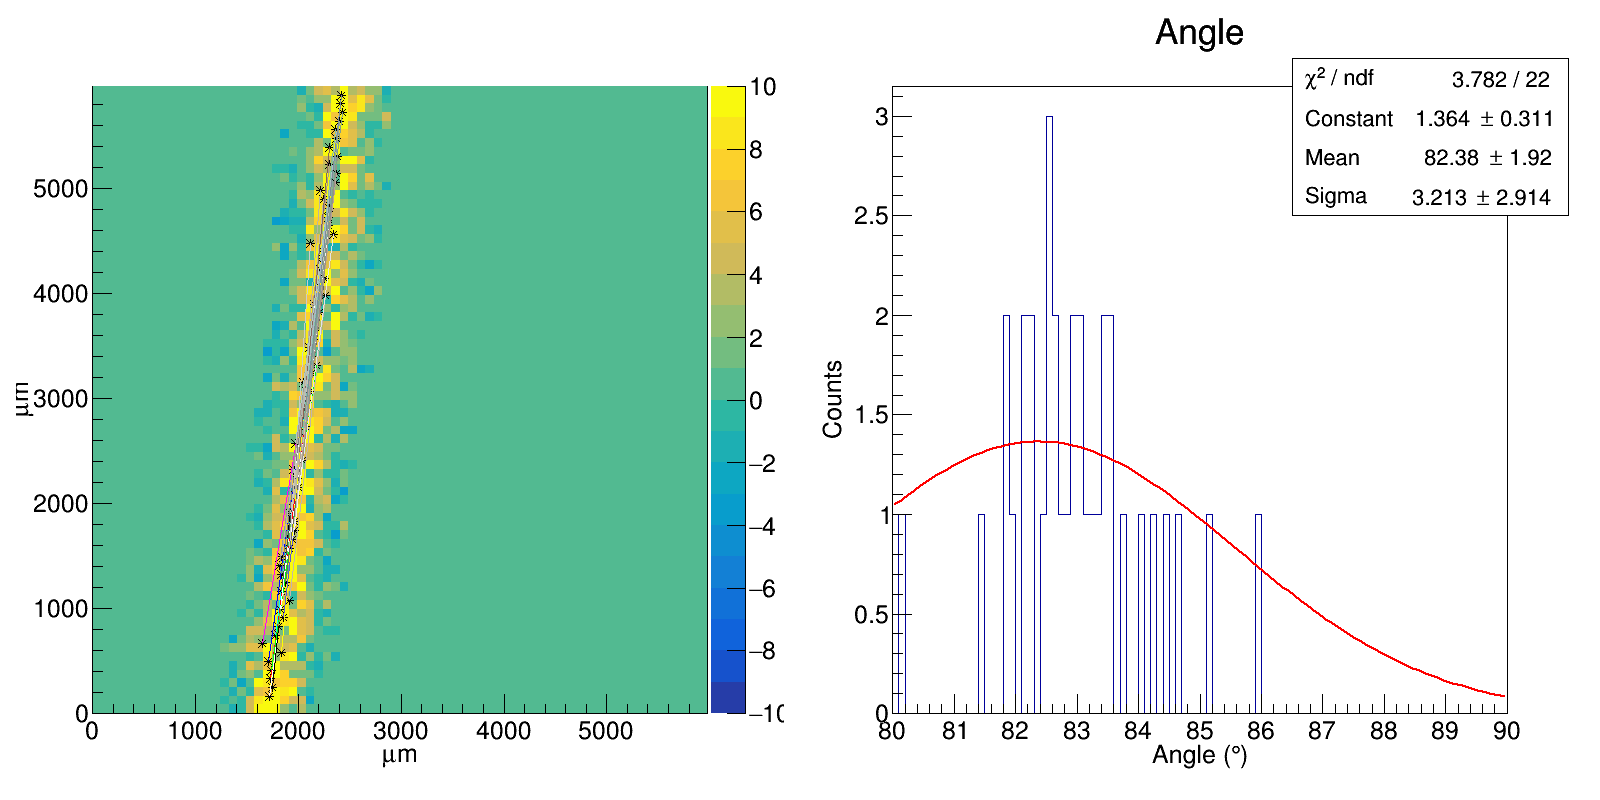 Angle
χ² / ndf 3.782 / 22
Constant 1.364 ± 0.311
Mean 82.38 ± 1.92
Sigma 3.213 ± 2.914
10
8
6
4
2
0
−2
−4
−6
−8
−10
5000
4000
3000
2000
1000
0
μm
0 1000 2000 3000 4000 5000
μm
3
2.5
2
1.5
1
0.5
0
Counts
80 81 82 83 84 85 86 87 88 89 90
Angle (°)